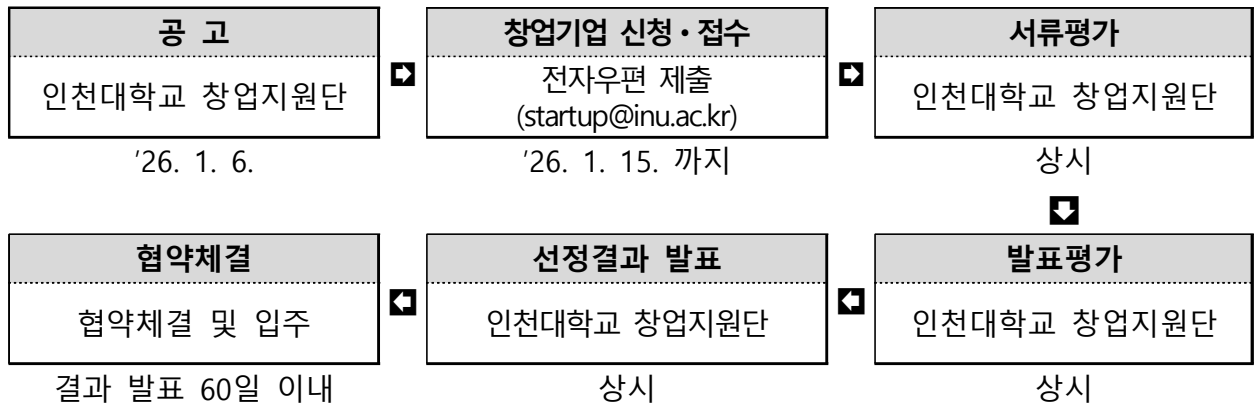 공 고
인천대학교 창업지원단
'26. 1. 6.
창업기업 신청·접수
전자우편 제출
(startup@inu.ac.kr)
'26. 1. 15. 까지
서류평가
인천대학교 창업지원단
상시
발표평가
인천대학교 창업지원단
상시
선정결과 발표
인천대학교 창업지원단
상시
협약체결
협약체결 및 입주
결과 발표 60일 이내